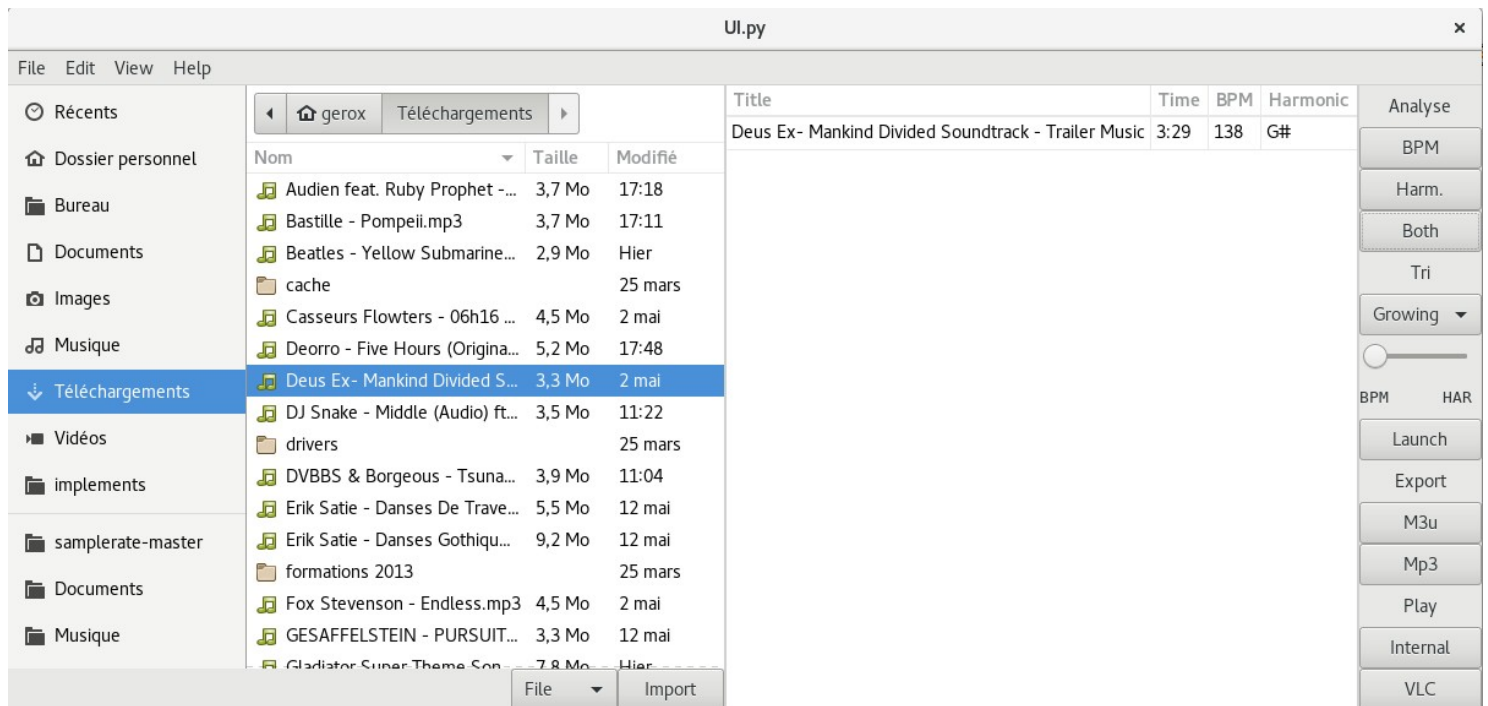 UI.py ×
File Edit View Help
Récents
Dossier personnel
Bureau
Documents
Images
Musique
Téléchargements
Vidéos
implements
samplerate-master
Documents
Musique
gerox Téléchargements
Nom Taille Modifié
Audien feat. Ruby Prophet -... 3,7 Mo 17:18
Bastille - Pompeii.mp3 3,7 Mo 17:11
Beatles - Yellow Submarine... 2,9 Mo Hier
cache 25 mars
Casseurs Flowters - 06h16 ... 4,5 Mo 2 mai
Deorro - Five Hours (Origina... 5,2 Mo 17:48
Deus Ex- Mankind Divided S... 3,3 Mo 2 mai
DJ Snake - Middle (Audio) ft... 3,5 Mo 11:22
drivers 25 mars
DVBBS & Borgeous - Tsuna... 3,9 Mo 11:04
Erik Satie - Danses De Trave... 5,5 Mo 12 mai
Erik Satie - Danses Gothiqu... 9,2 Mo 12 mai
formations 2013 25 mars
Fox Stevenson - Endless.mp3 4,5 Mo 2 mai
GESAFFELSTEIN - PURSUIT... 3,3 Mo 12 mai
Gladiator Super Theme Son... 7,8 Mo Hier
File Import
Title Time BPM Harmonic
Deus Ex- Mankind Divided Soundtrack - Trailer Music 3:29 138 G#
Analyse
BPM
Harm.
Both
Tri
Growing
BPM HAR
Launch
Export
M3u
Mp3
Play
Internal
VLC